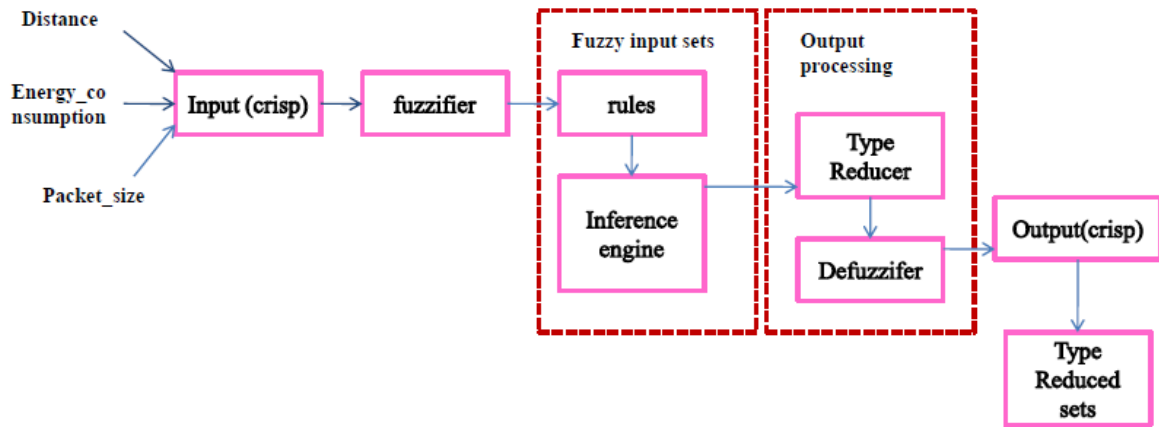 Distance
Energy_co
nsumption
Packet_size
Input (crisp)
fuzzifier
Fuzzy input sets
rules
Inference
engine
Output
processing
Type
Reducer
Defuzzifer
Output(crisp)
Type
Reduced
sets